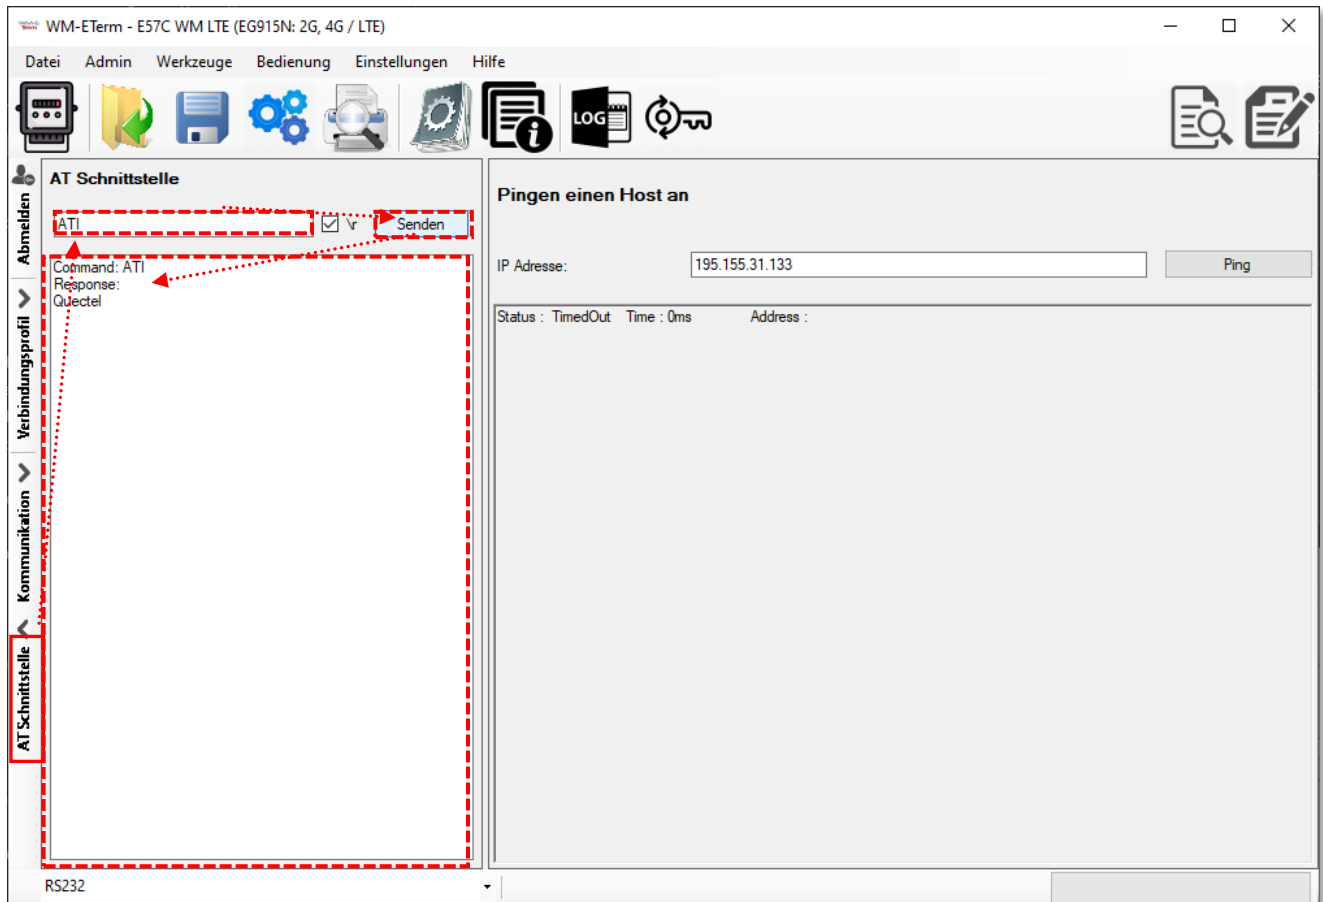 WM-ETerm - E57C WM LTE (EG915N: 2G, 4G / LTE)
Datei Admin Werkzeuge Bedienung Einstellungen Hilfe
LOG
Abmelden
Verbindungsprofil
Kommunikation
AT Schnittstelle
AT Schnittstelle
ATI \r Senden
Command: ATI
Response:
Quectel
Pingen einen Host an
IP Adresse: 195.155.31.133 Ping
Status : TimedOut Time : 0ms Address :
RS232